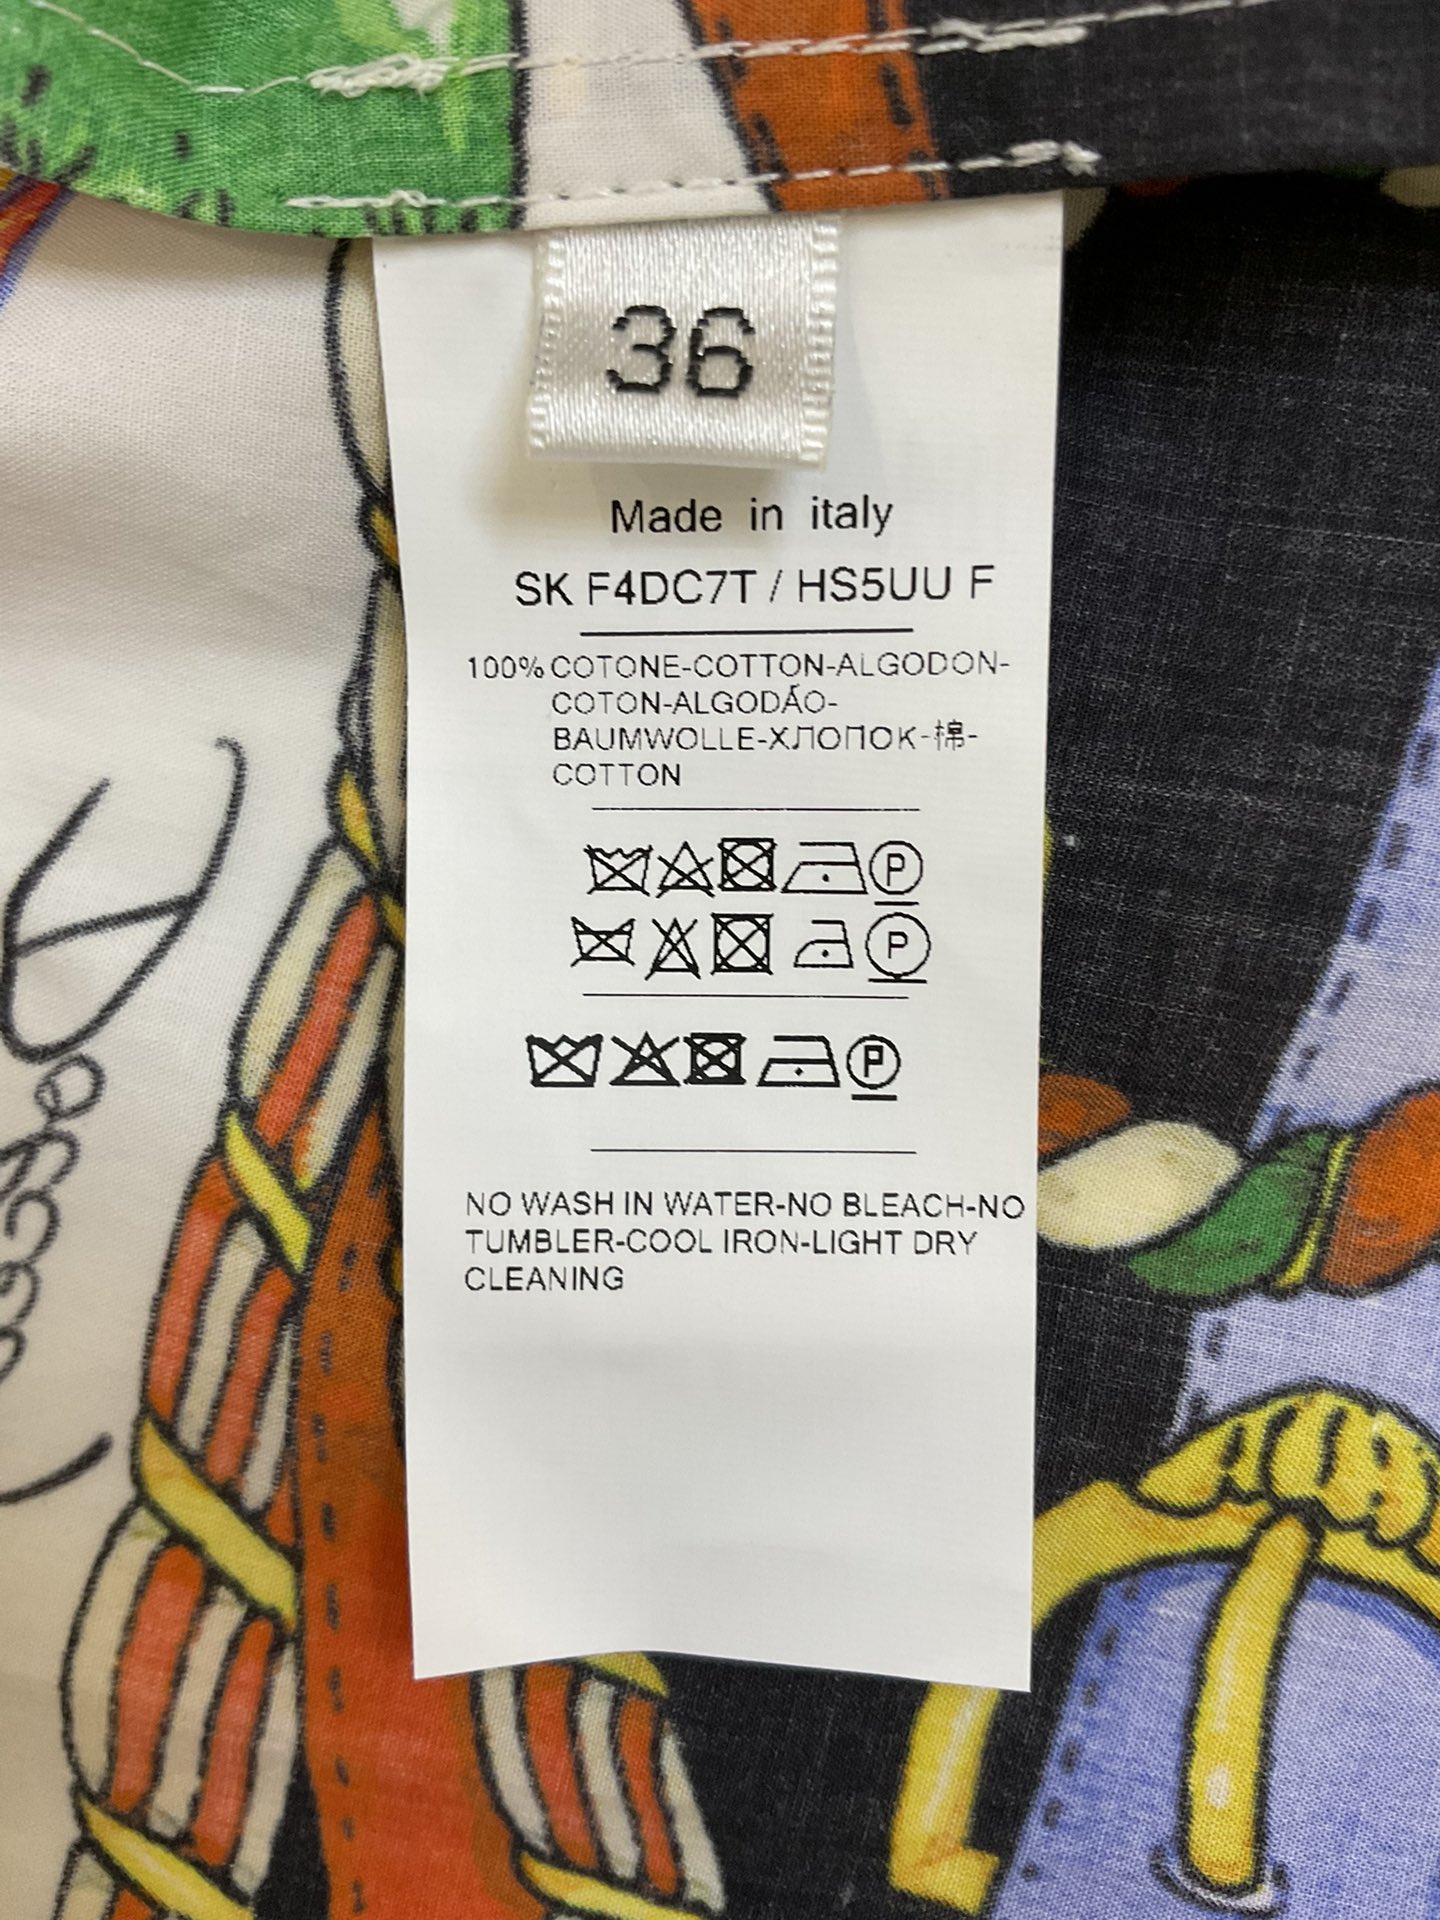 36
Made in italy
SK F4DC7T / HS5UU F
100% COTONE-COTTON-ALGODON-
COTON-ALGODÃO-
BAUMWOLLE-ХЛОПОК-棉-
COTTON
P
P
P
NO WASH IN WATER-NO BLEACH-NO
TUMBLER-COOL IRON-LIGHT DRY
CLEANING